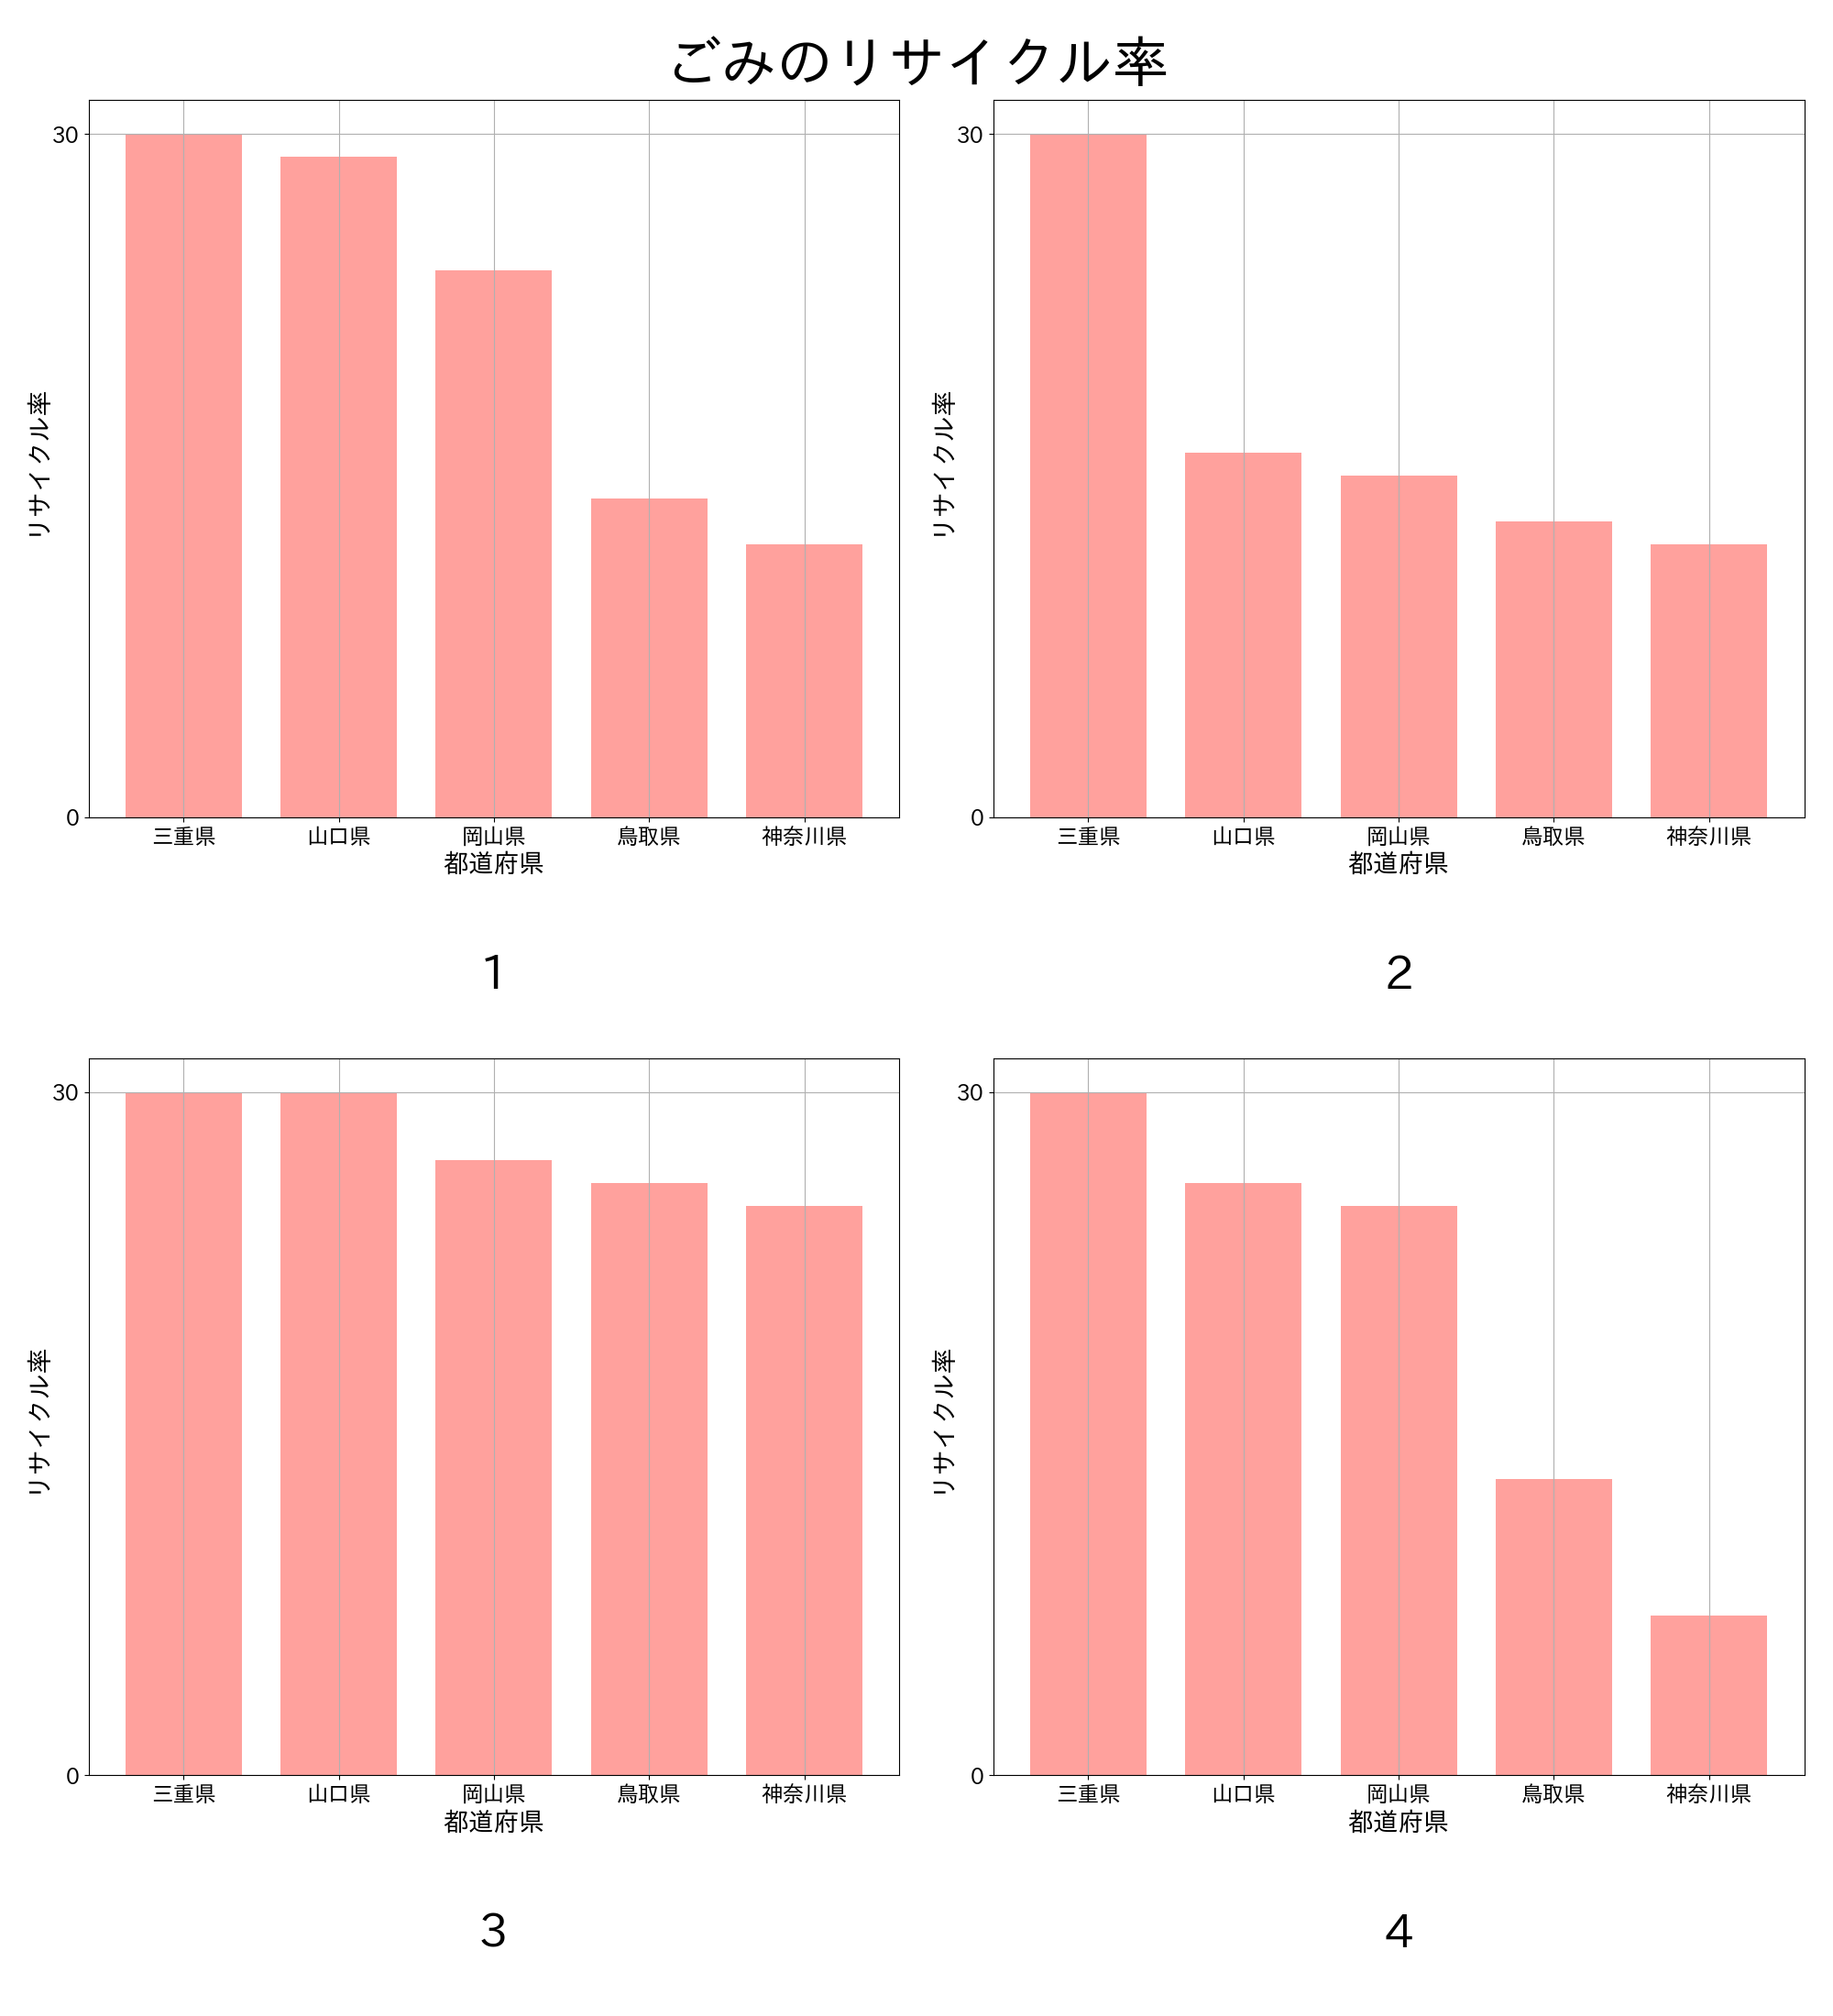 ごみのリサイクル率
30
0
リサイクル率
三重県 山口県 岡山県 鳥取県 神奈川県
都道府県
1
30
0
リサイクル率
三重県 山口県 岡山県 鳥取県 神奈川県
都道府県
2
30
0
リサイクル率
三重県 山口県 岡山県 鳥取県 神奈川県
都道府県
3
30
0
リサイクル率
三重県 山口県 岡山県 鳥取県 神奈川県
都道府県
4